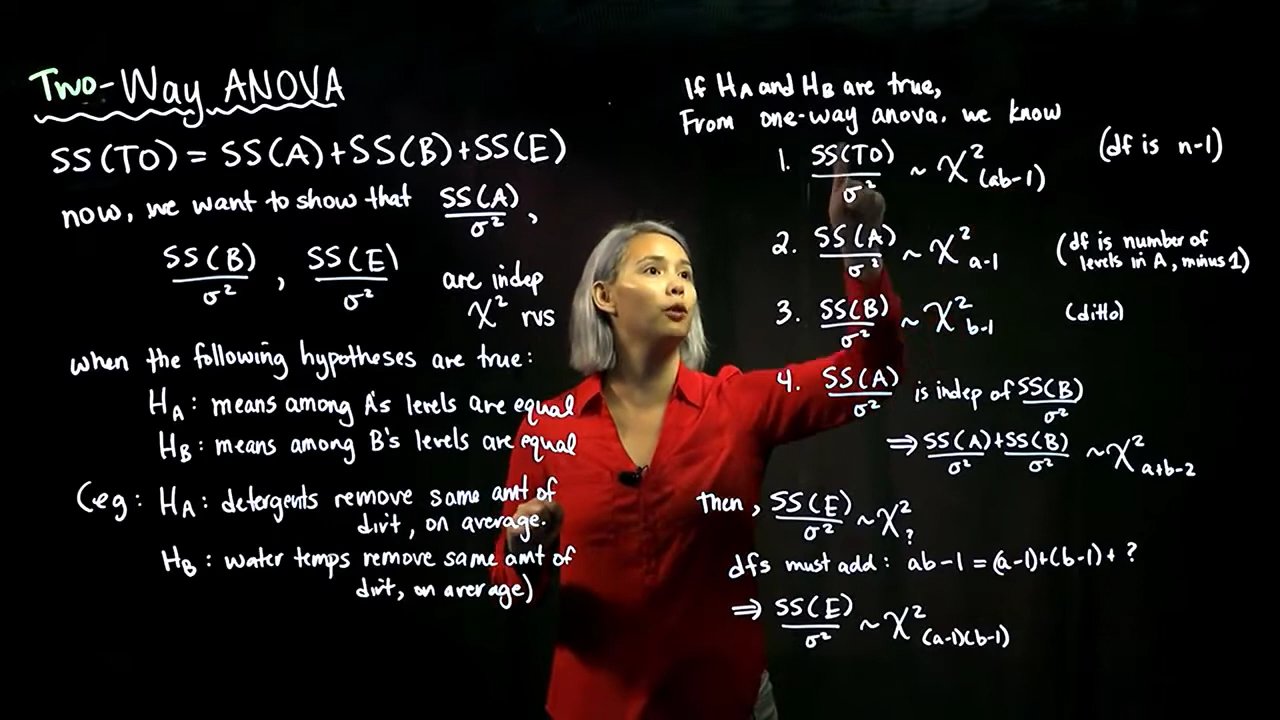 Two-Way ANOVA
SS(TO) = SS(A)+SS(B)+SS(E)
now, we want to show that SS(A)/σ²,
SS(B)/σ², SS(E)/σ² are indep
χ² rvs
when the following hypotheses are true:
H_A: means among A's levels are equal
H_B: means among B's levels are equal
(eg: H_A: detergents remove same amt of
dirt, on average.
H_B: water temps remove same amt of
dirt, on average)
If H_A and H_B are true,
From one-way anova. we know
1. SS(TO)/σ² ~ χ²_(ab-1) (df is n-1)
2. SS(A)/σ² ~ χ²_a-1 (df is number of
levels in A, minus 1)
3. SS(B)/σ² ~ χ²_b-1 (ditto)
4. SS(A)/σ² is indep of SS(B)/σ²
⇒ SS(A)/σ² + SS(B)/σ² ~ χ²_a+b-2
then, SS(E)/σ² ~ χ²_?
dfs must add: ab-1 = (a-1)+(b-1)+ ?
⇒ SS(E)/σ² ~ χ²_(a-1)(b-1)